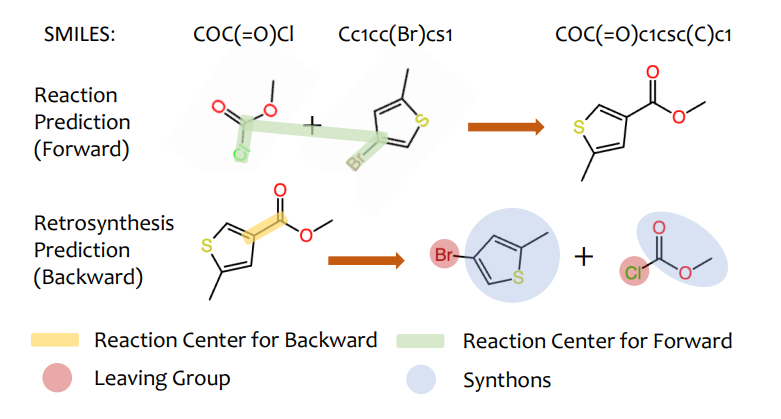 SMILES: COC(=O)Cl Cc1cc(Br)cs1 COC(=O)c1csc(C)c1
Reaction
Prediction
(Forward)
O
O
Cl
+
Br
S
O
O
S
Retrosynthesis
Prediction
(Backward)
O
O
S
Br
S
+
O
Cl
O
Reaction Center for Backward Reaction Center for Forward
Leaving Group Synthons